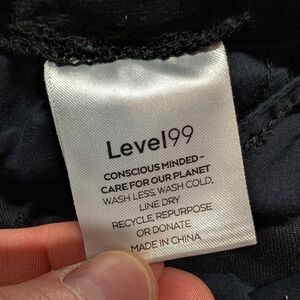 Level99
CONSCIOUS MINDED-
CARE FOR OUR PLANET
WASH LESS, WASH COLD,
LINE DRY
RECYCLE, REPURPOSE
OR DONATE
MADE IN CHINA